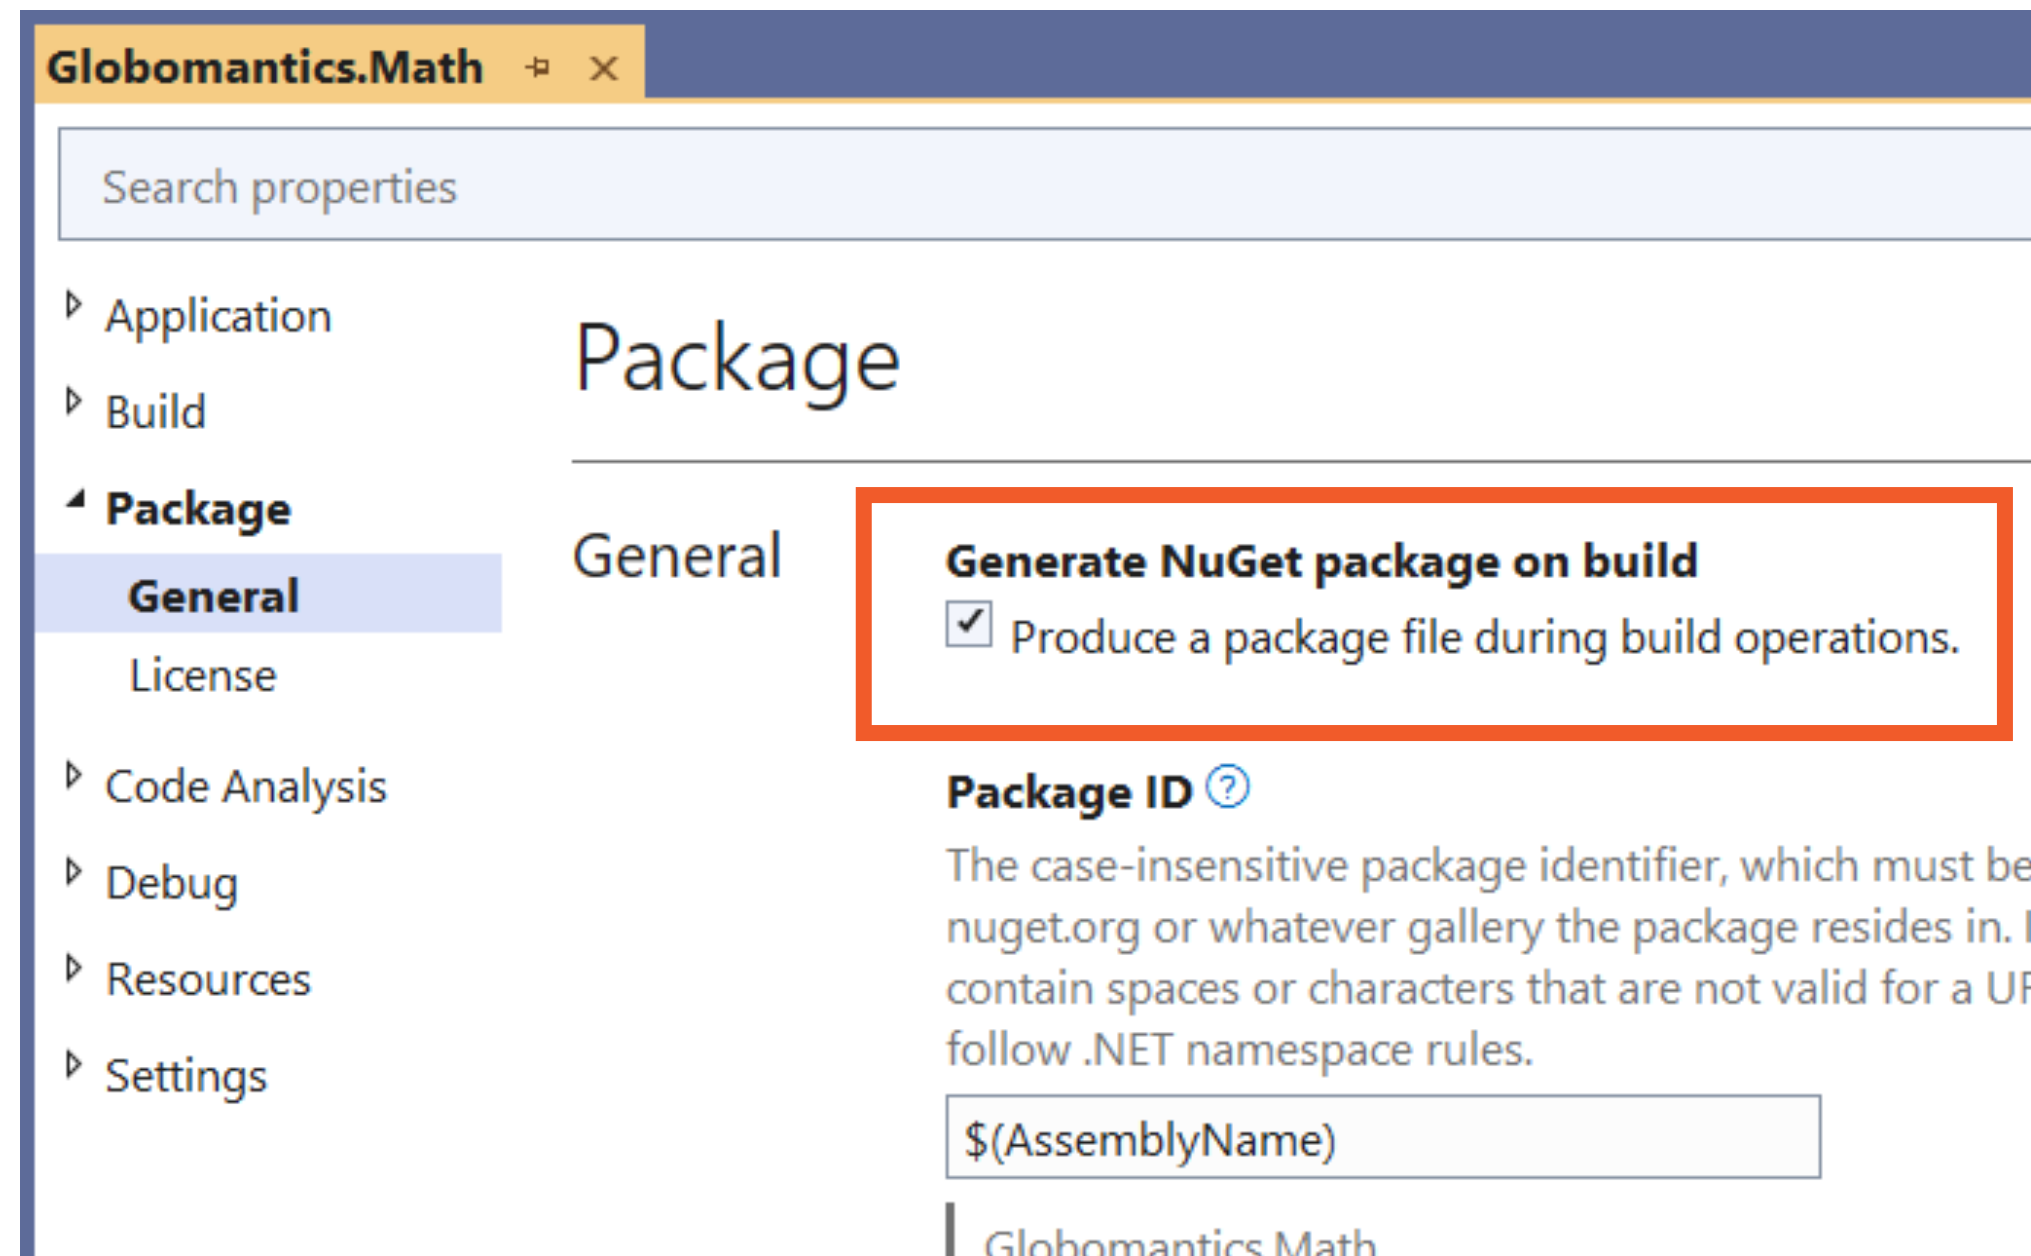 Globomantics.Math
Search properties
Application
Build
Package
General
License
Code Analysis
Debug
Resources
Settings
Package
General
Generate NuGet package on build
Produce a package file during build operations.
Package ID
The case-insensitive package identifier, which must be
nuget.org or whatever gallery the package resides in.
contain spaces or characters that are not valid for a
follow .NET namespace rules.
$(AssemblyName)
Globomantics.Math